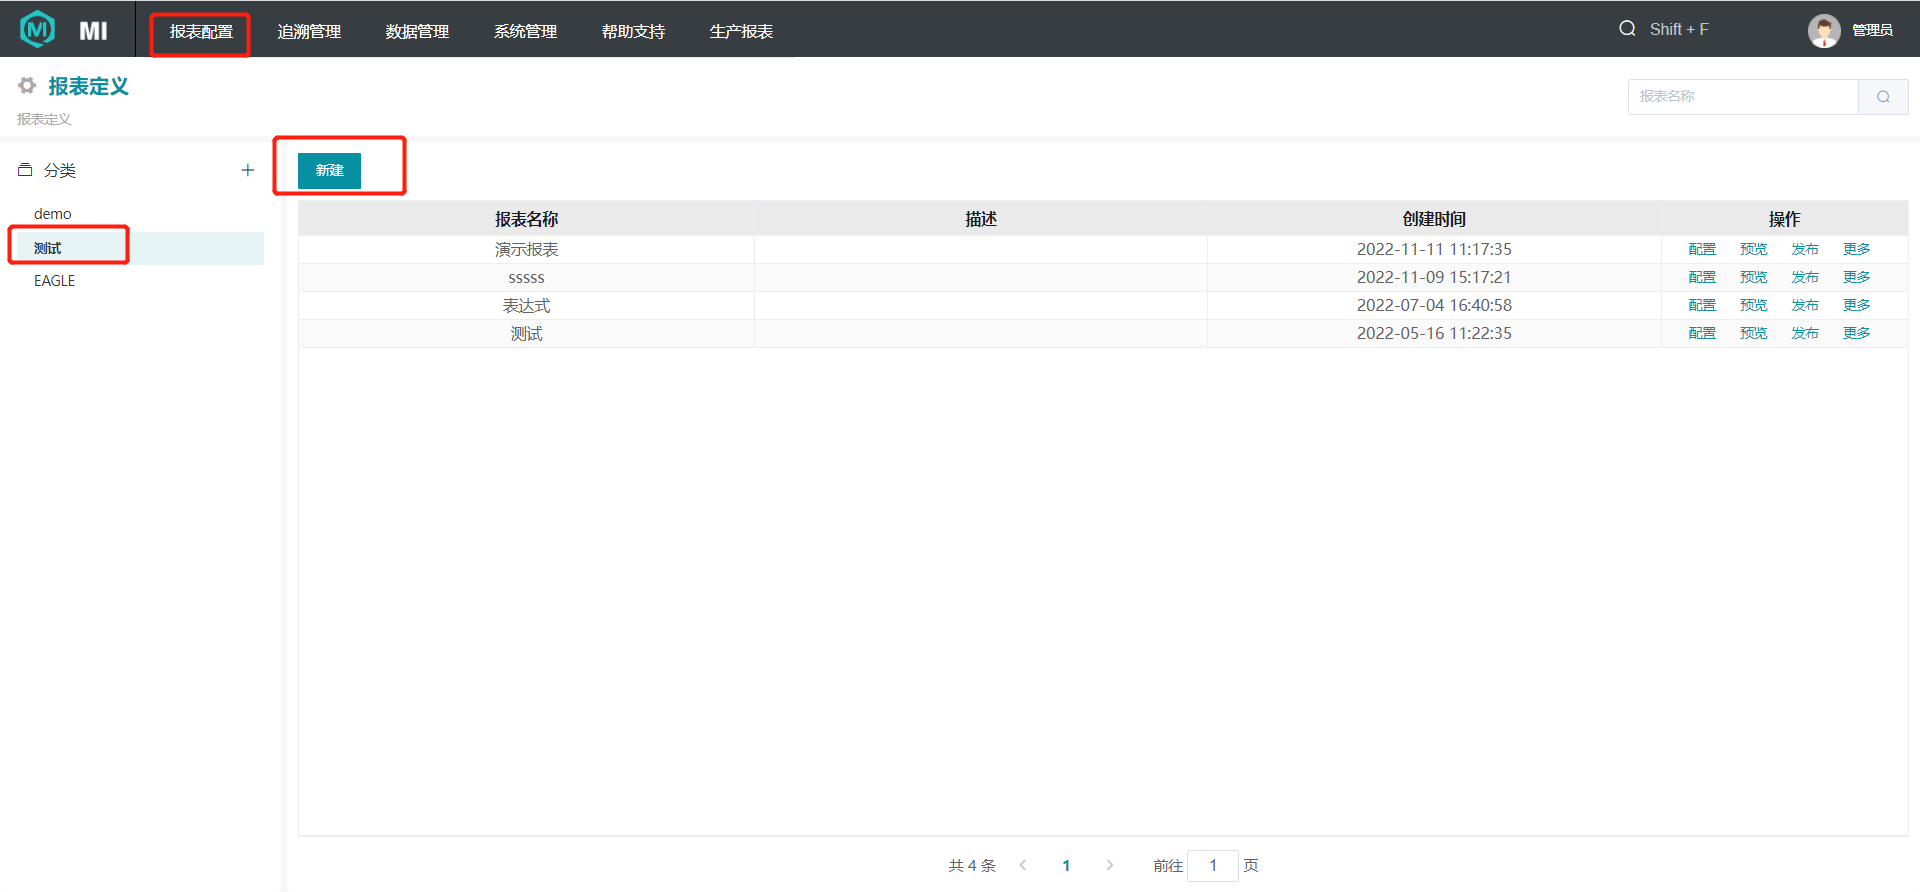 MI 报表配置 追溯管理 数据管理 系统管理 帮助支持 生产报表 Shift + F 管理员
报表定义
报表名称
报表定义
分类
新建
demo
测试
EAGLE
报表名称 描述 创建时间 操作
演示报表 2022-11-11 11:17:35 配置 预览 发布 更多
sssss 2022-11-09 15:17:21 配置 预览 发布 更多
表达式 2022-07-04 16:40:58 配置 预览 发布 更多
测试 2022-05-16 11:22:35 配置 预览 发布 更多
共 4 条 < 1 > 前往 1 页